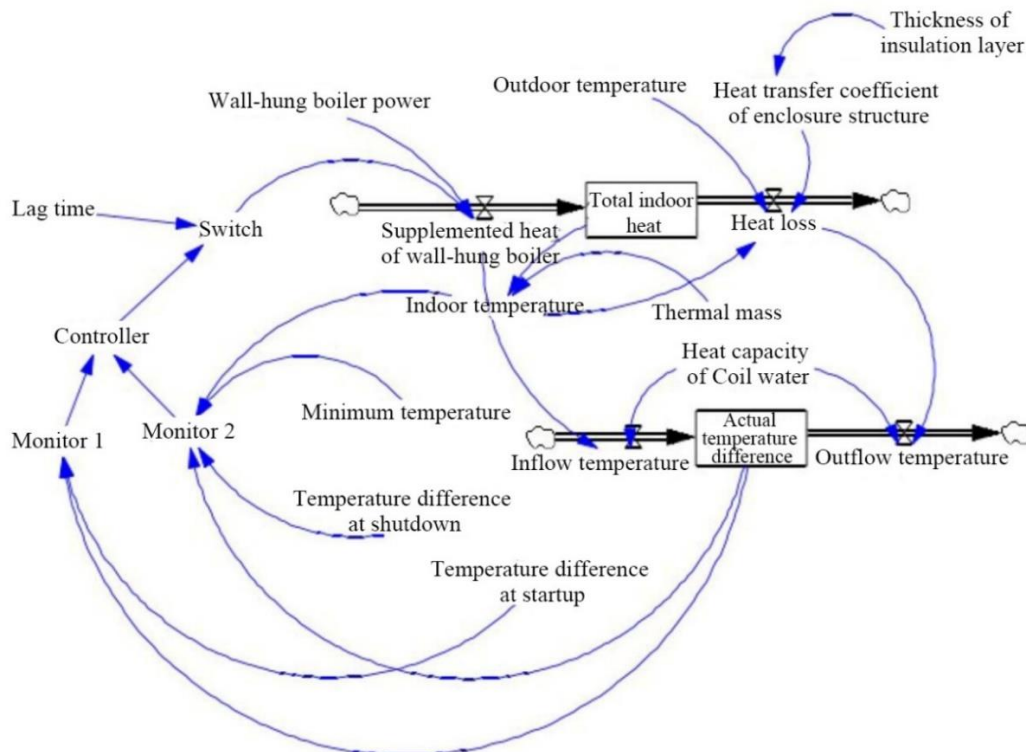 Thickness of
insulation layer
Outdoor temperature
Heat transfer coefficient
of enclosure structure
Wall-hung boiler power
Lag time
Switch
Total indoor
heat
Supplemented heat
of wall-hung boiler
Heat loss
Indoor temperature
Thermal mass
Controller
Heat capacity
of Coil water
Minimum temperature
Monitor 1
Monitor 2
Actual
temperature
difference
Inflow temperature
Outflow temperature
Temperature difference
at shutdown
Temperature difference
at startup